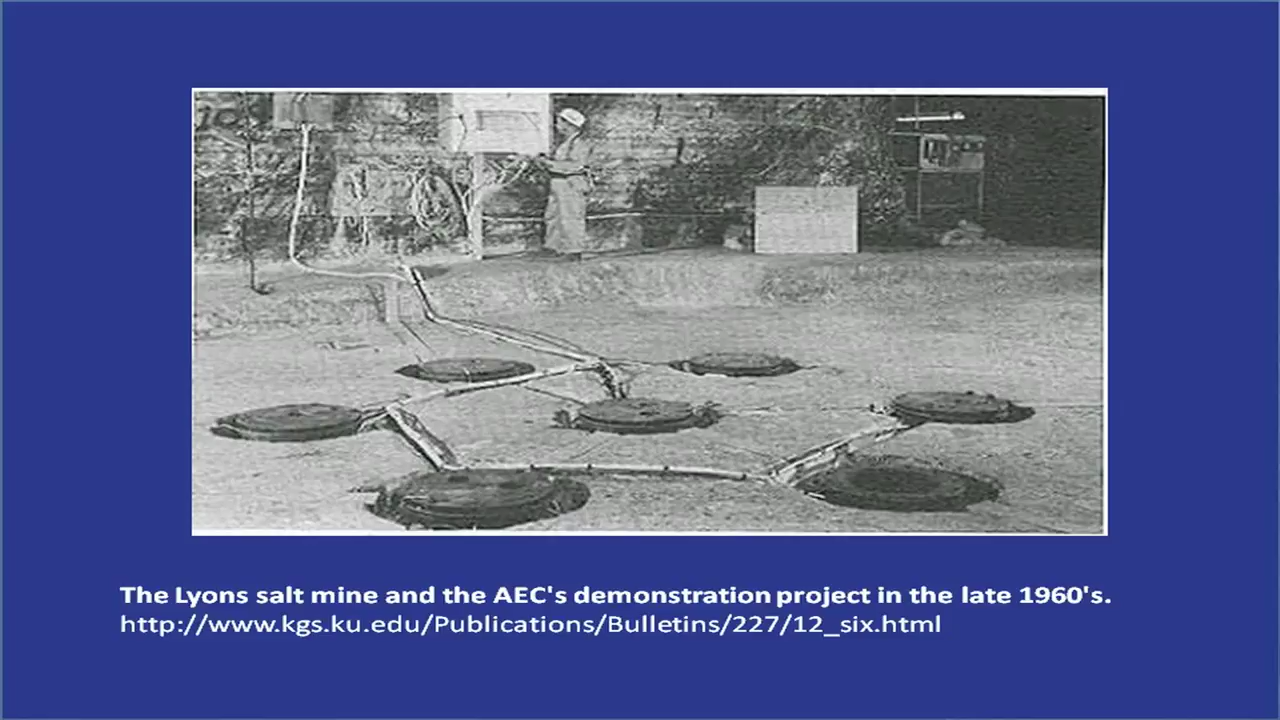 The Lyons salt mine and the AEC's demonstration project in the late 1960's.
http://www.kgs.ku.edu/Publications/Bulletins/227/12_six.html